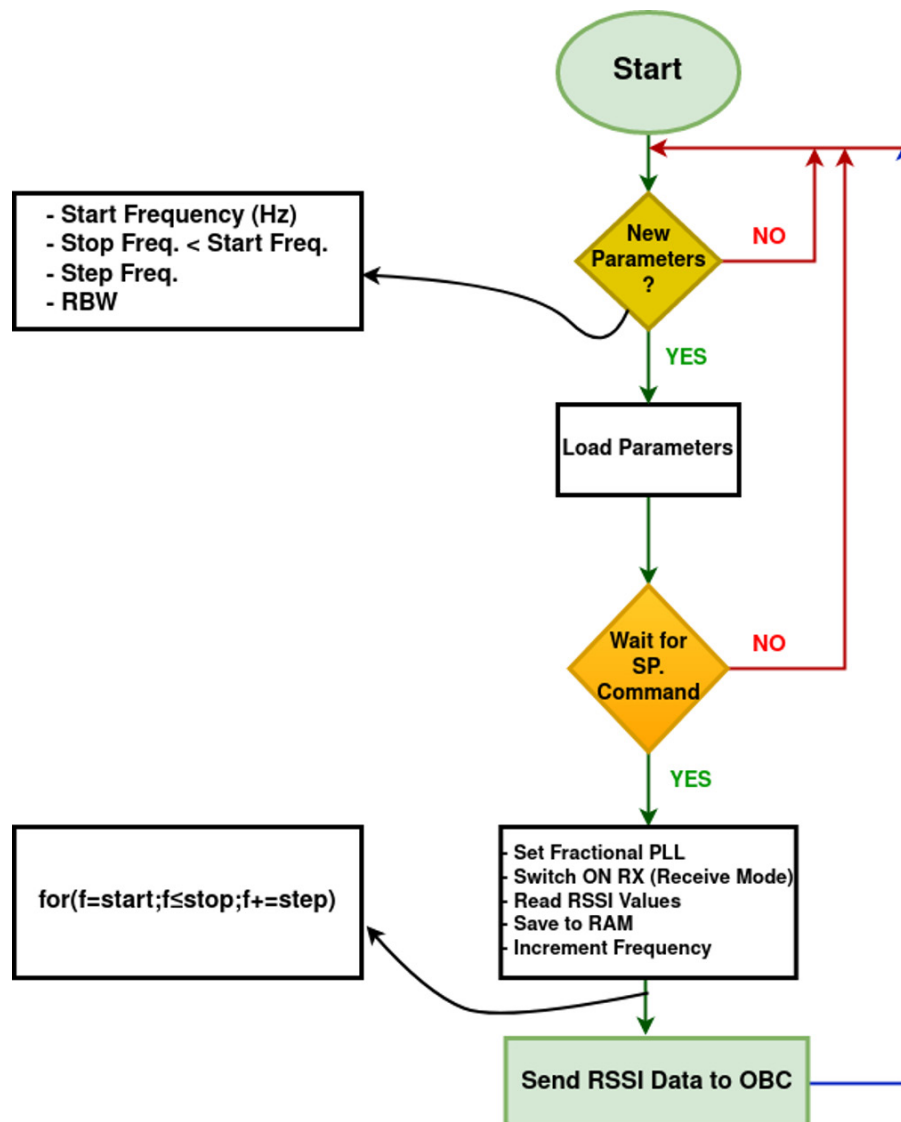 Start
- Start Frequency (Hz)
- Stop Freq. < Start Freq.
- Step Freq.
- RBW
New
Parameters
?
NO
YES
Load Parameters
Wait for
SP.
Command
NO
YES
- Set Fractional PLL
- Switch ON RX (Receive Mode)
- Read RSSI Values
- Save to RAM
- Increment Frequency
for(f=start;f≤stop;f+=step)
Send RSSI Data to OBC